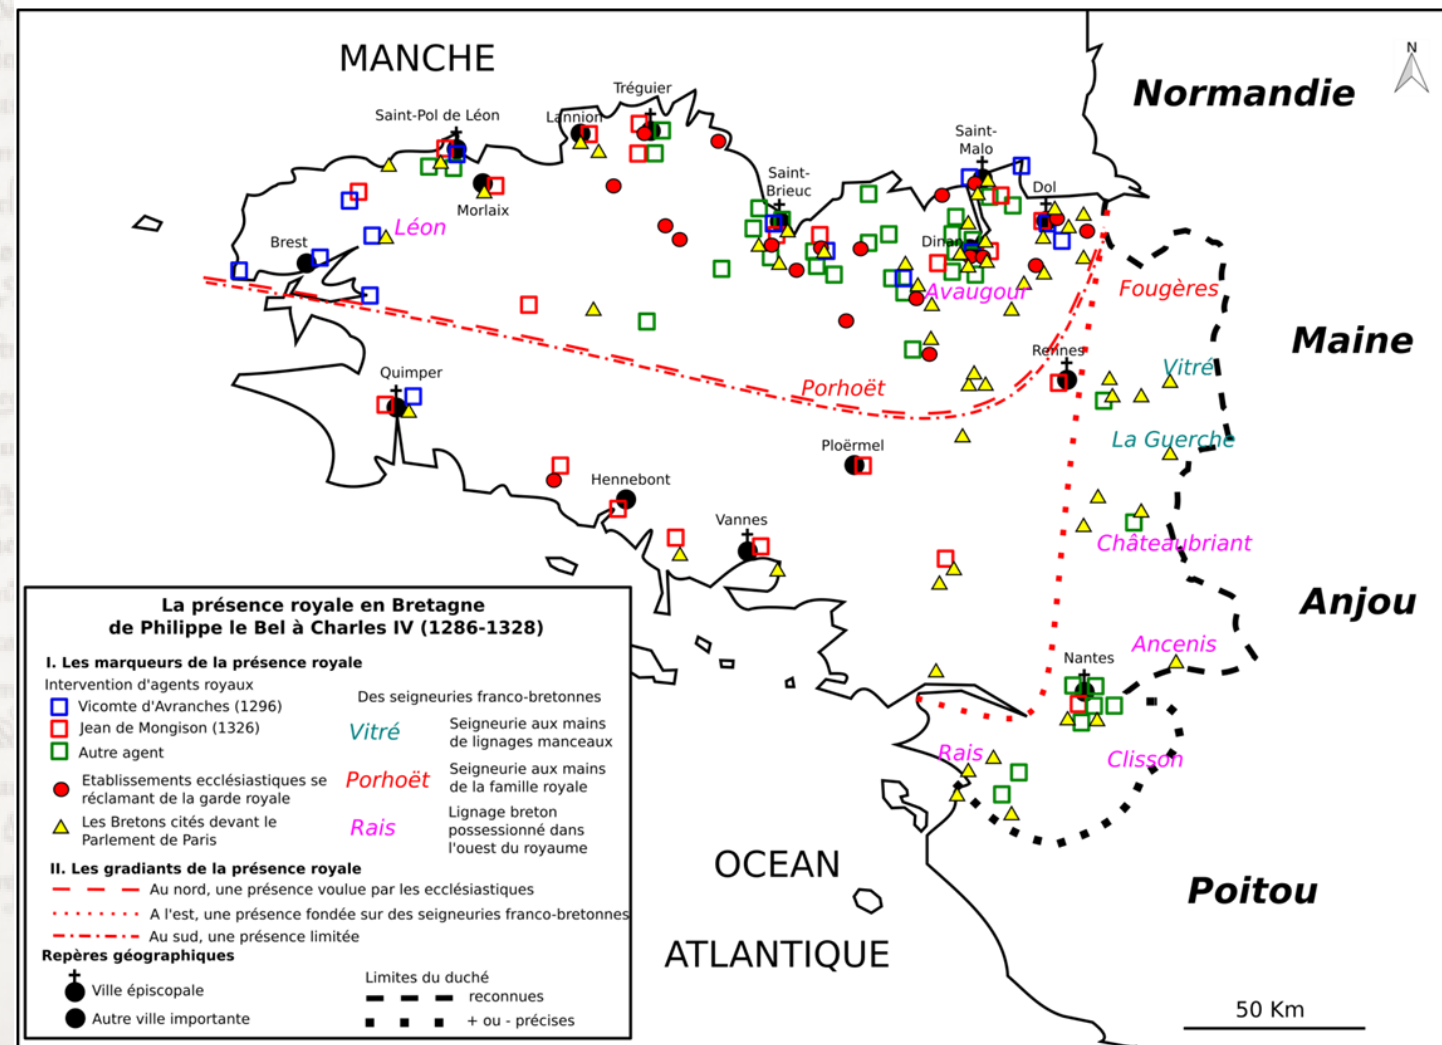 MANCHE
Normandie
N
Tréguier
Saint-Pol de Léon
Lannion
Saint-
Malo
Saint-
Brieuc
Dol
Morlaix
Léon
Brest
Dinan
Avaugour
Fougères
Maine
Rennes
Vitré
Quimper
Porhoët
La Guerche
Ploërmel
Hennebont
Vannes
Châteaubriant
Anjou
Ancenis
Nantes
Rais
Clisson
OCEAN
ATLANTIQUE
Poitou
50 Km
La présence royale en Bretagne
de Philippe le Bel à Charles IV (1286-1328)
I. Les marqueurs de la présence royale
Intervention d'agents royaux
Vicomte d'Avranches (1296)
Jean de Mongison (1326)
Autre agent
Etablissements ecclésiastiques se
réclamant de la garde royale
Les Bretons cités devant le
Parlement de Paris
Des seigneuries franco-bretonnes
Vitré
Seigneurie aux mains
de lignages manceaux
Porhoët
Seigneurie aux mains
de la famille royale
Rais
Lignage breton
possessionné dans
l'ouest du royaume
II. Les gradiants de la présence royale
Au nord, une présence voulue par les ecclésiastiques
A l'est, une présence fondée sur des seigneuries franco-bretonnes
Au sud, une présence limitée
Repères géographiques
Ville épiscopale
Autre ville importante
Limites du duché
reconnues
+ ou - précises